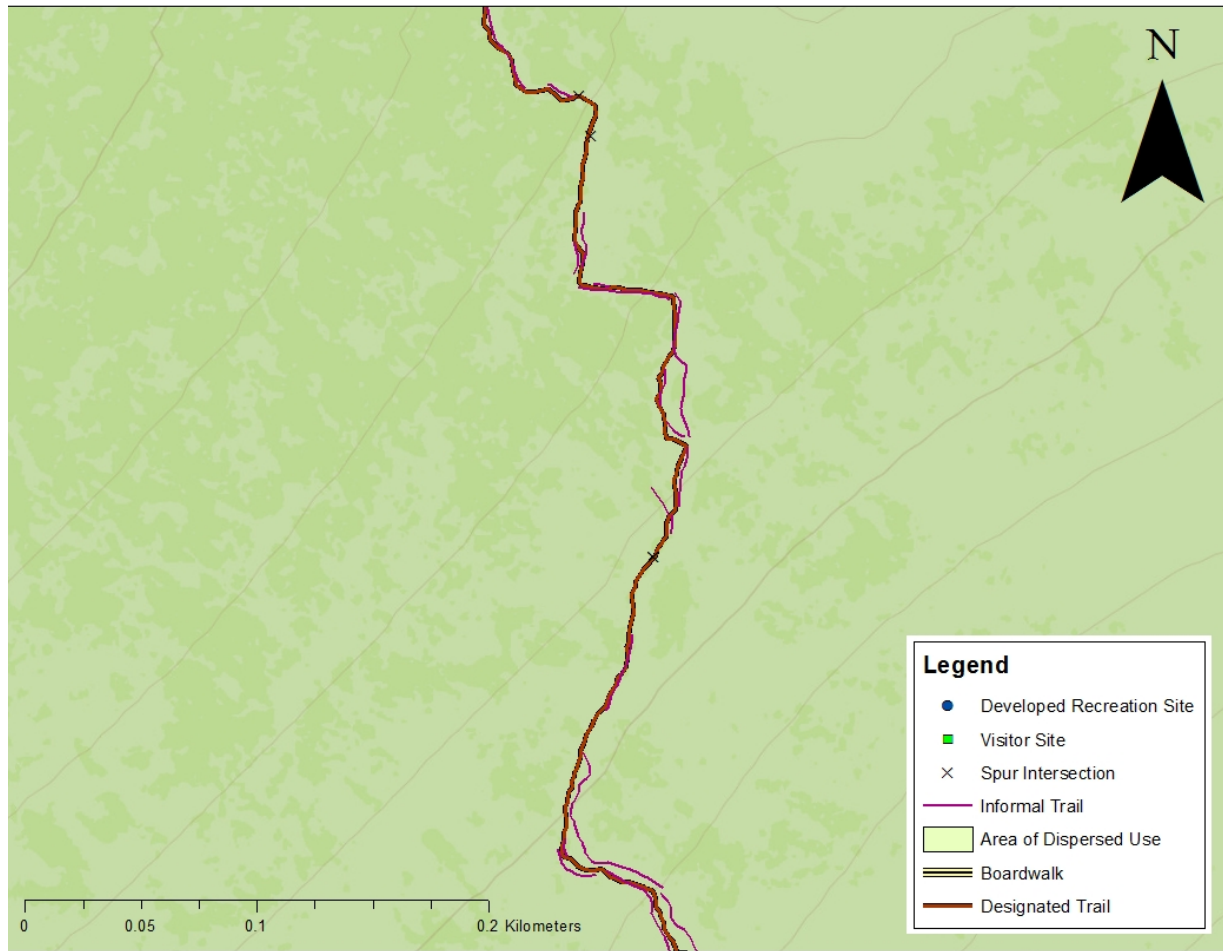 N
Legend
Developed Recreation Site
Visitor Site
Spur Intersection
Informal Trail
Area of Dispersed Use
Boardwalk
Designated Trail
0 0.05 0.1 0.2 Kilometers